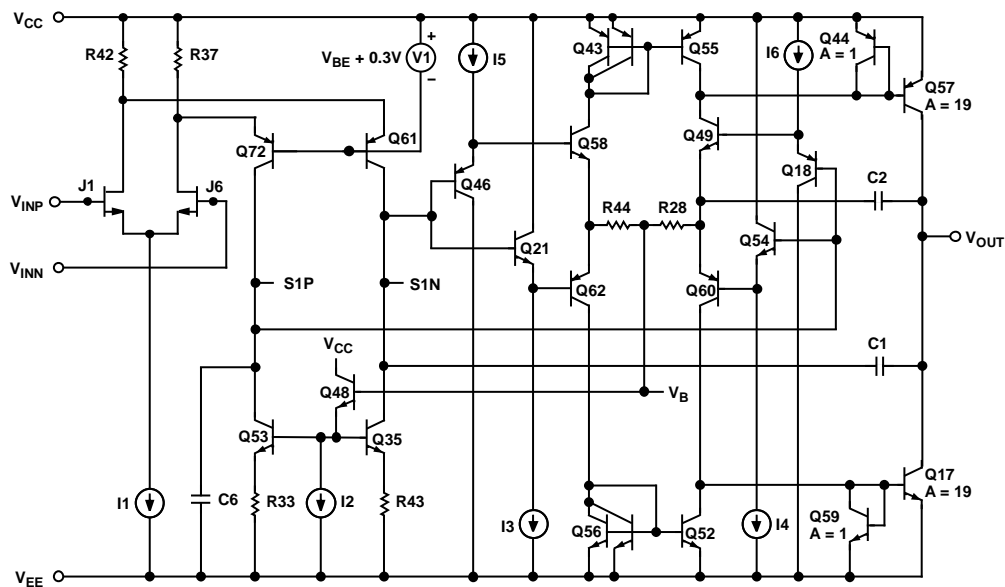 VCC
R42
R37
VBE + 0.3V
+
V1
−
I5
Q43
Q55
I6
Q44
A = 1
Q57
A = 19
Q72
Q61
Q58
Q49
Q46
Q18
J1
J6
VINP
C2
R44
R28
Q21
Q54
VOUT
VINN
S1P
S1N
Q62
Q60
C1
VCC
Q48
VB
Q53
Q35
Q17
A = 19
I1
C6
R33
I2
R43
I3
Q56
Q52
I4
Q59
A = 1
VEE